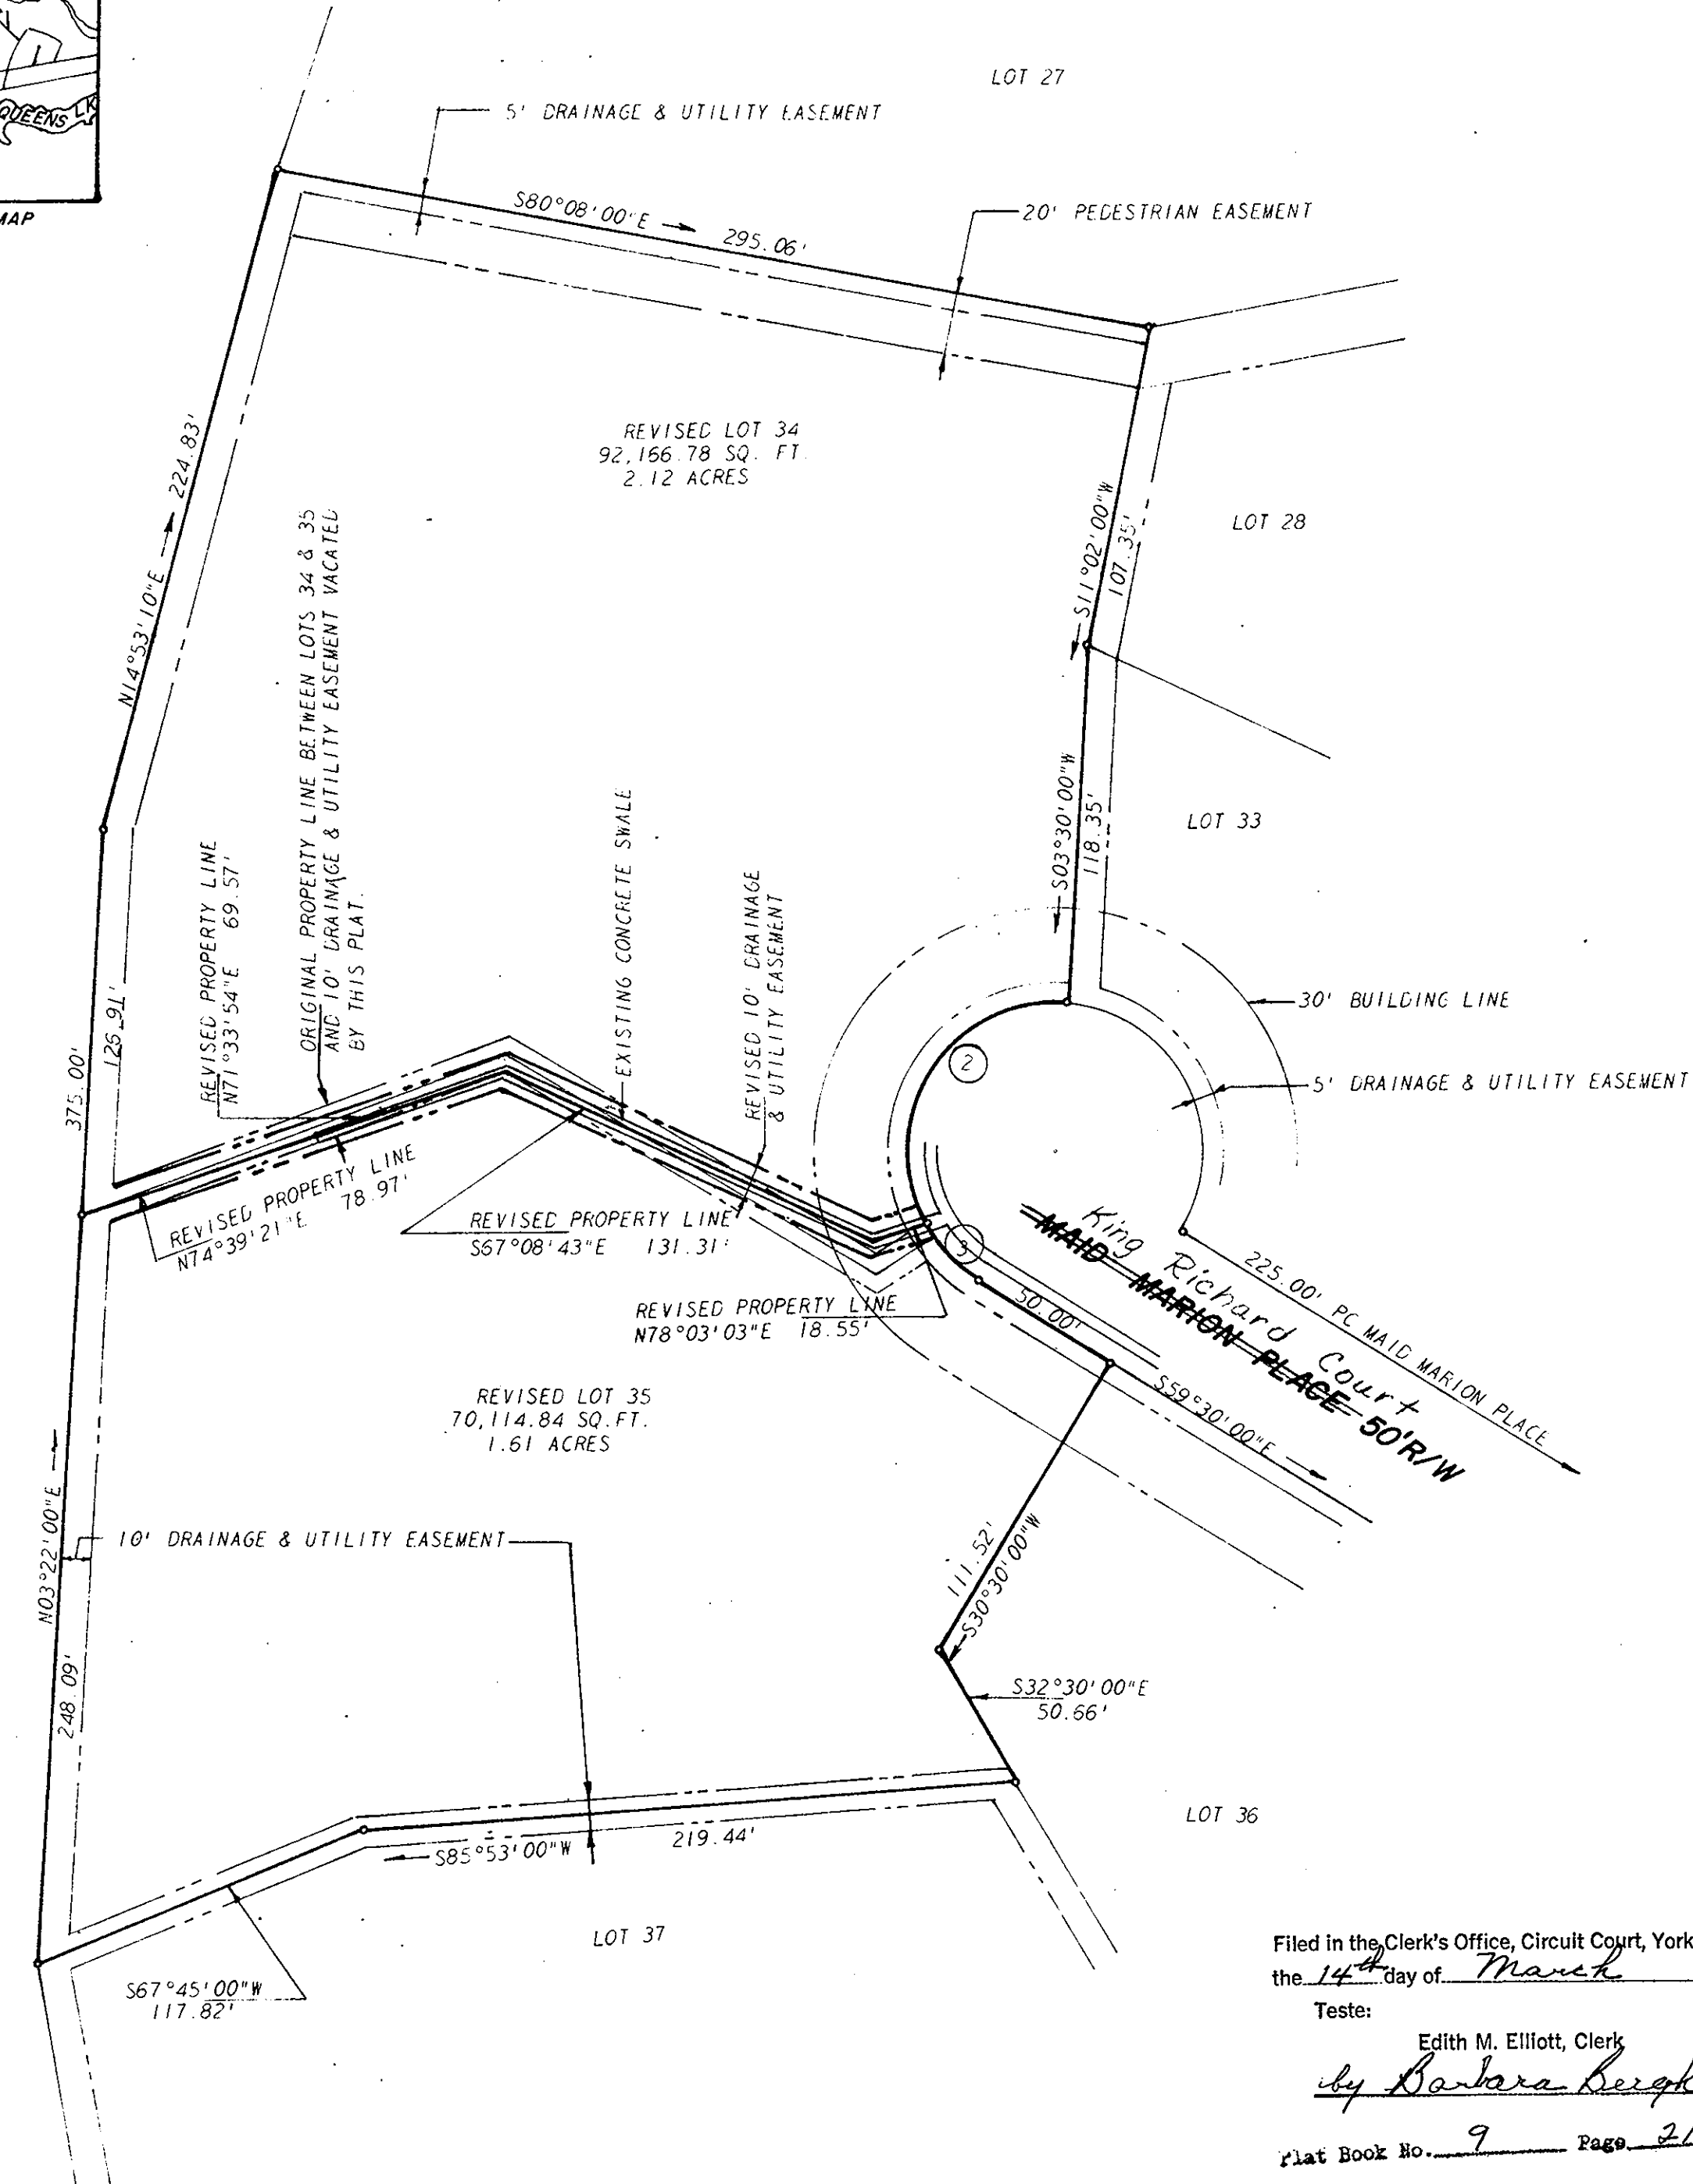 QUEENS LK
MAP
LOT 27
5' DRAINAGE & UTILITY EASEMENT
S80°08'00"E
295.06'
20' PEDESTRIAN EASEMENT
REVISED LOT 34
92,166.78 SQ. FT.
2.12 ACRES
N14°53'10"E
224.83'
S11°02'00"W
107.35'
LOT 28
ORIGINAL PROPERTY LINE BETWEEN LOTS 34 & 35
AND 10' DRAINAGE & UTILITY EASEMENT VACATED
BY THIS PLAT.
REVISED PROPERTY LINE
N71°33'54"E 69.57'
EXISTING CONCRETE SWALE
REVISED 10' DRAINAGE
& UTILITY EASEMENT
S03°30'00"W
118.35'
LOT 33
375.00'
126.91'
30' BUILDING LINE
2
5' DRAINAGE & UTILITY EASEMENT
REVISED PROPERTY LINE
N74°39'21"E 78.97'
REVISED PROPERTY LINE
S67°08'43"E 131.31'
3
REVISED PROPERTY LINE
N78°03'03"E 18.55'
50.00'
King Richard Court
MAID MARION PLACE 50'R/W
225.00' PC MAID MARION PLACE
S59°30'00"E
REVISED LOT 35
70,114.84 SQ.FT.
1.61 ACRES
N03°22'00"E
248.09'
10' DRAINAGE & UTILITY EASEMENT
111.52'
S30°30'00"W
S32°30'00"E
50.66'
LOT 36
S85°53'00"W
219.44'
LOT 37
S67°45'00"W
117.82'
Filed in the Clerk's Office, Circuit Court, York
the 14th day of March
Teste:
Edith M. Elliott, Clerk
by Barbara
Plat Book No. 9 Page 21